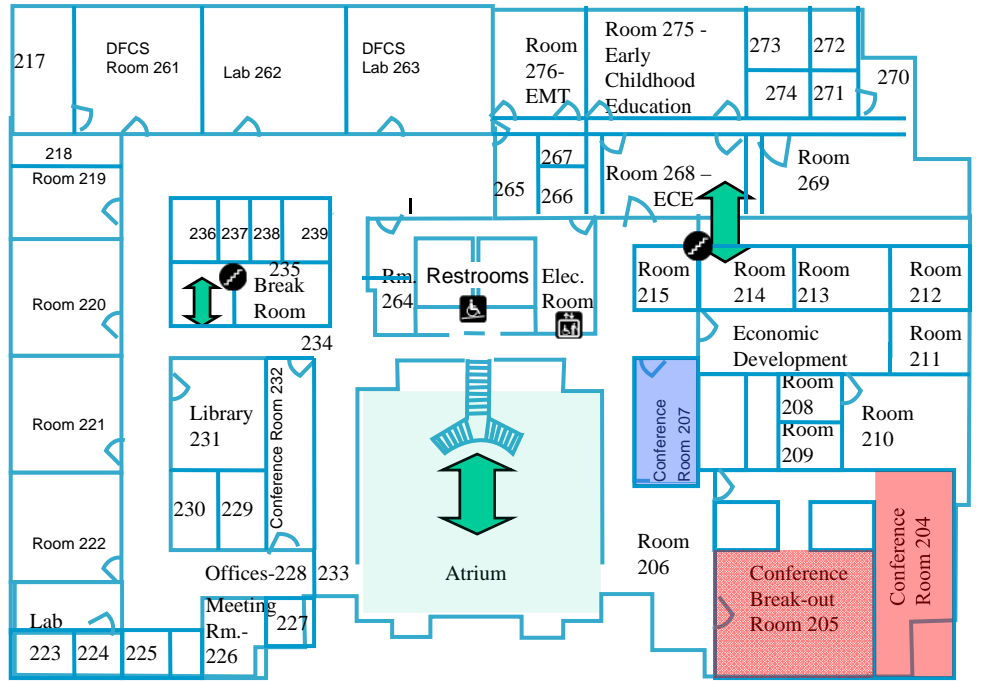 217
DFCS
Room 261
Lab 262
DFCS
Lab 263
Room
276-
EMT
Room 275 -
Early
Childhood
Education
273
272
274
271
270
218
Room 219
265
267
266
Room 268 –
ECE
Room
269
236
237
238
239
235
Break
Room
Rm.
264
Restrooms
Elec.
Room
Room
215
Room
214
Room
213
Room
212
Room 220
234
Economic
Development
Room
211
Library
231
Conference Room 232
Conference
Room 207
Room
208
Room
209
Room
210
Room 221
230
229
Room 222
Offices-228
233
Atrium
Room
206
Conference
Break-out
Room 205
Conference
Room 204
Lab
223
224
225
Meeting
Rm.-
226
227